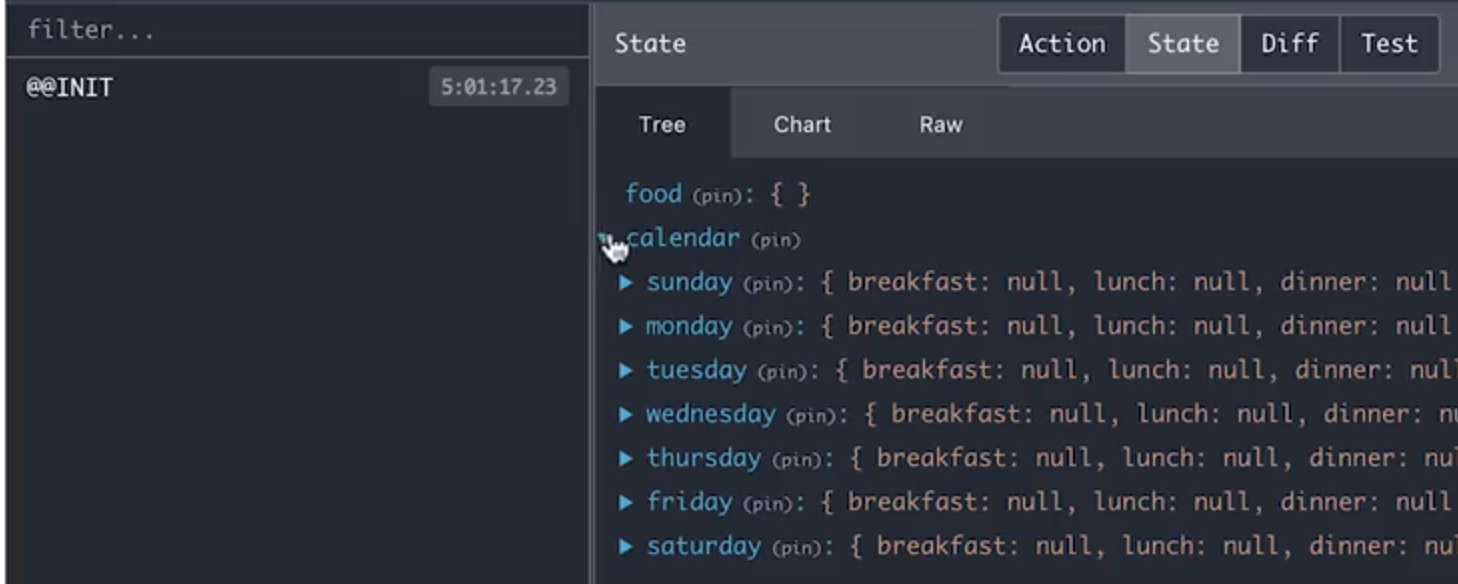 filter...
@@INIT 5:01:17.23
State Action State Diff Test
Tree Chart Raw
food (pin): { }
calendar (pin)
sunday (pin): { breakfast: null, lunch: null, dinner: null
monday (pin): { breakfast: null, lunch: null, dinner: null
tuesday (pin): { breakfast: null, lunch: null, dinner: nul
wednesday (pin): { breakfast: null, lunch: null, dinner: nu
thursday (pin): { breakfast: null, lunch: null, dinner: nul
friday (pin): { breakfast: null, lunch: null, dinner: null
saturday (pin): { breakfast: null, lunch: null, dinner: nul